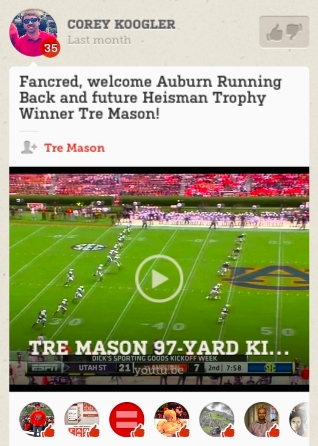 COREY KOOGLER
Last month
35
Fancred, welcome Auburn Running
Back and future Heisman Trophy
Winner Tre Mason!
Tre Mason
TRE MASON 97-YARD KI...
DICK'S SPORTING GOODS KICKOFF WEEK
youtu.be
ESPN UTAH ST 21 7 2nd 7:58